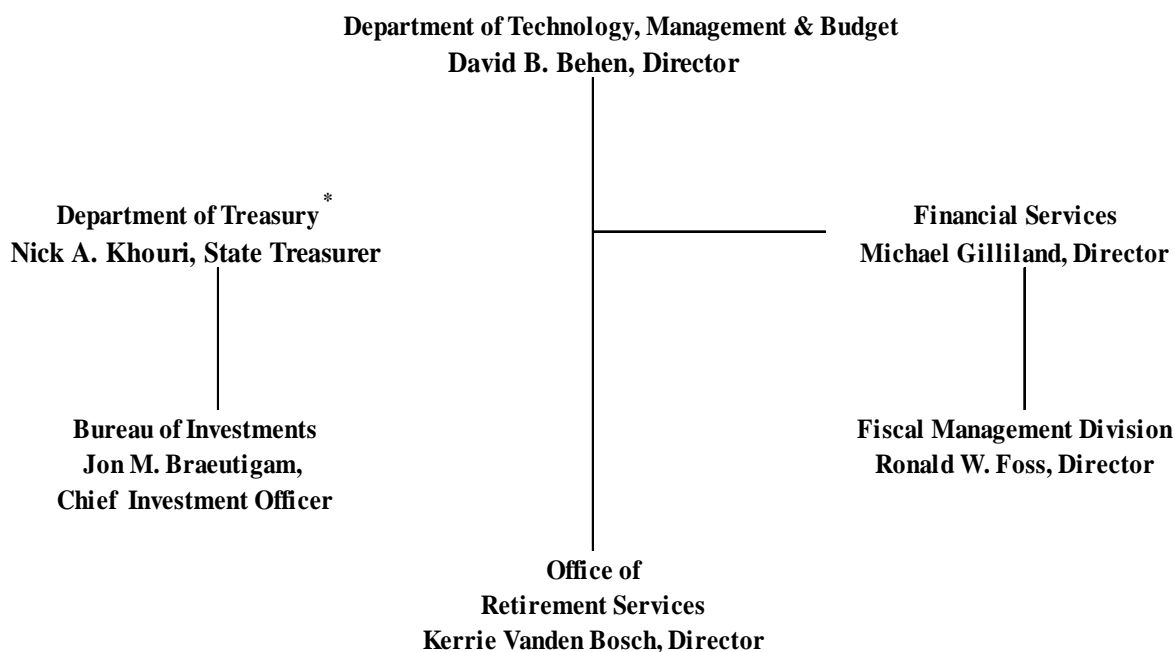 Department of Technology, Management & Budget
David B. Behen, Director
Department of Treasury *
Nick A. Khouri, State Treasurer
Financial Services
Michael Gilliland, Director
Bureau of Investments
Jon M. Braeutigam,
Chief Investment Officer
Fiscal Management Division
Ronald W. Foss, Director
Office of
Retirement Services
Kerrie Vanden Bosch, Director